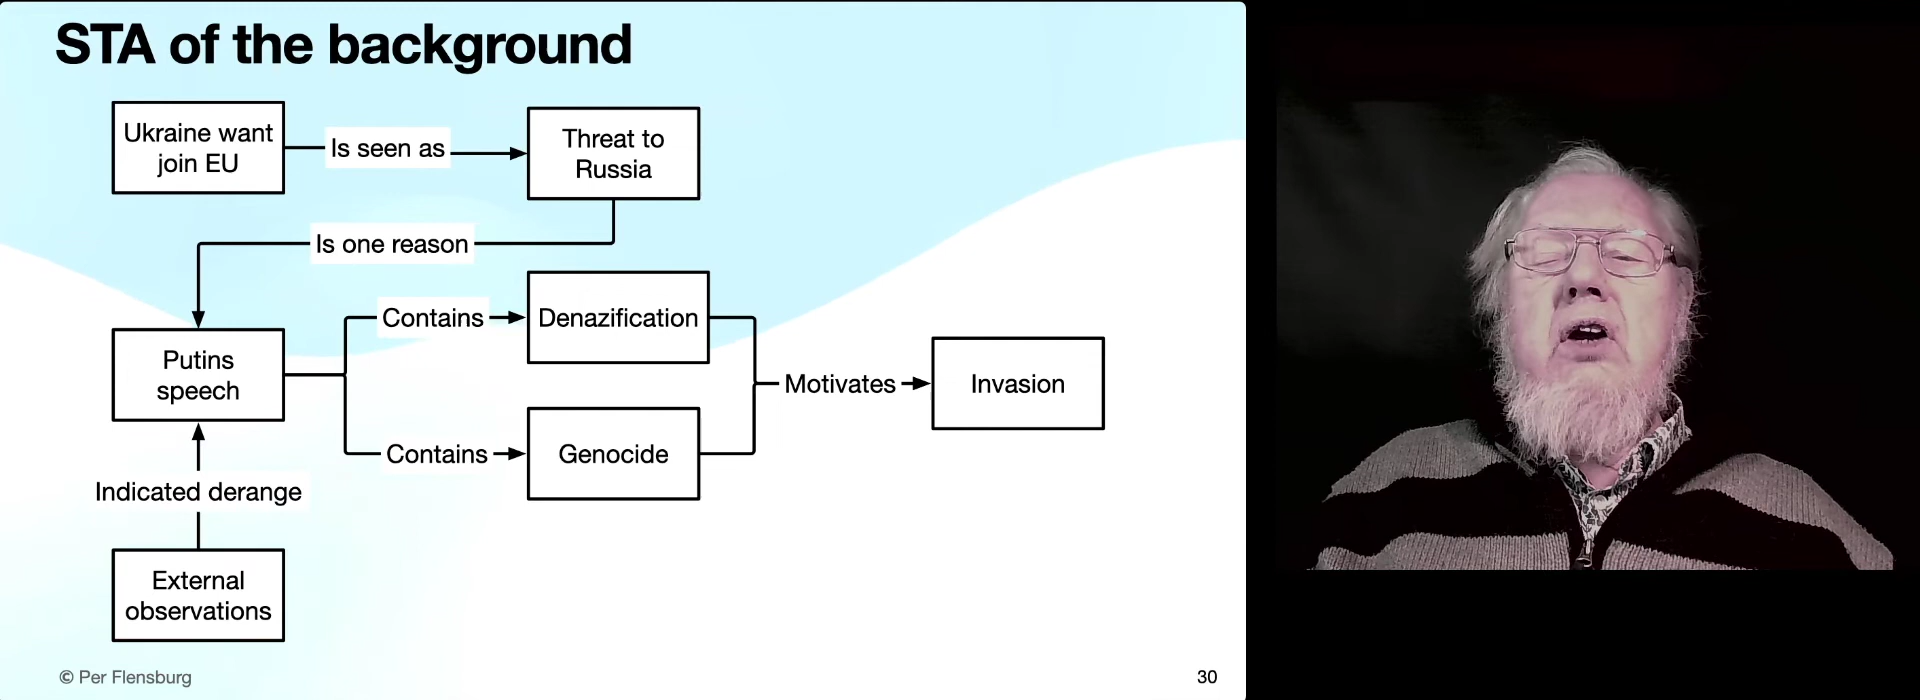 STA of the background
Ukraine want
join EU
Is seen as
Threat to
Russia
Is one reason
Contains
Denazification
Putins
speech
Motivates
Invasion
Contains
Genocide
Indicated derange
External
observations
© Per Flensburg
30